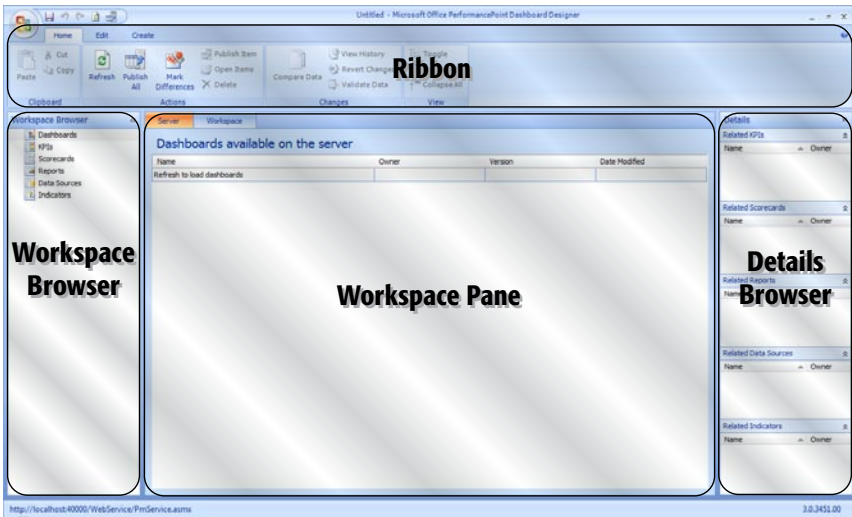 Untitled - Microsoft Office PerformancePoint Dashboard Designer
Home Edit Create
Paste
Cut
Copy
Clipboard
Refresh
Publish All
Mark Differences
Publish Item
Open Items
Delete
Actions
Compare Data
View History
Revert Changes
Validate Data
Changes
Toggle
Collapse All
View
Ribbon
Workspace Browser
Dashboards
KPIs
Scorecards
Reports
Data Sources
Indicators
Workspace
Browser
Server Workspace
Dashboards available on the server
Name Owner Version Date Modified
Refresh to load dashboards
Workspace Pane
Details
Related KPIs
Name Owner
Related Scorecards
Name Owner
Details
Browser
Related Reports
Related Data Sources
Name Owner
Related Indicators
Name Owner
http://localhost:40000/WebService/PmService.asmx
3.0.3451.00